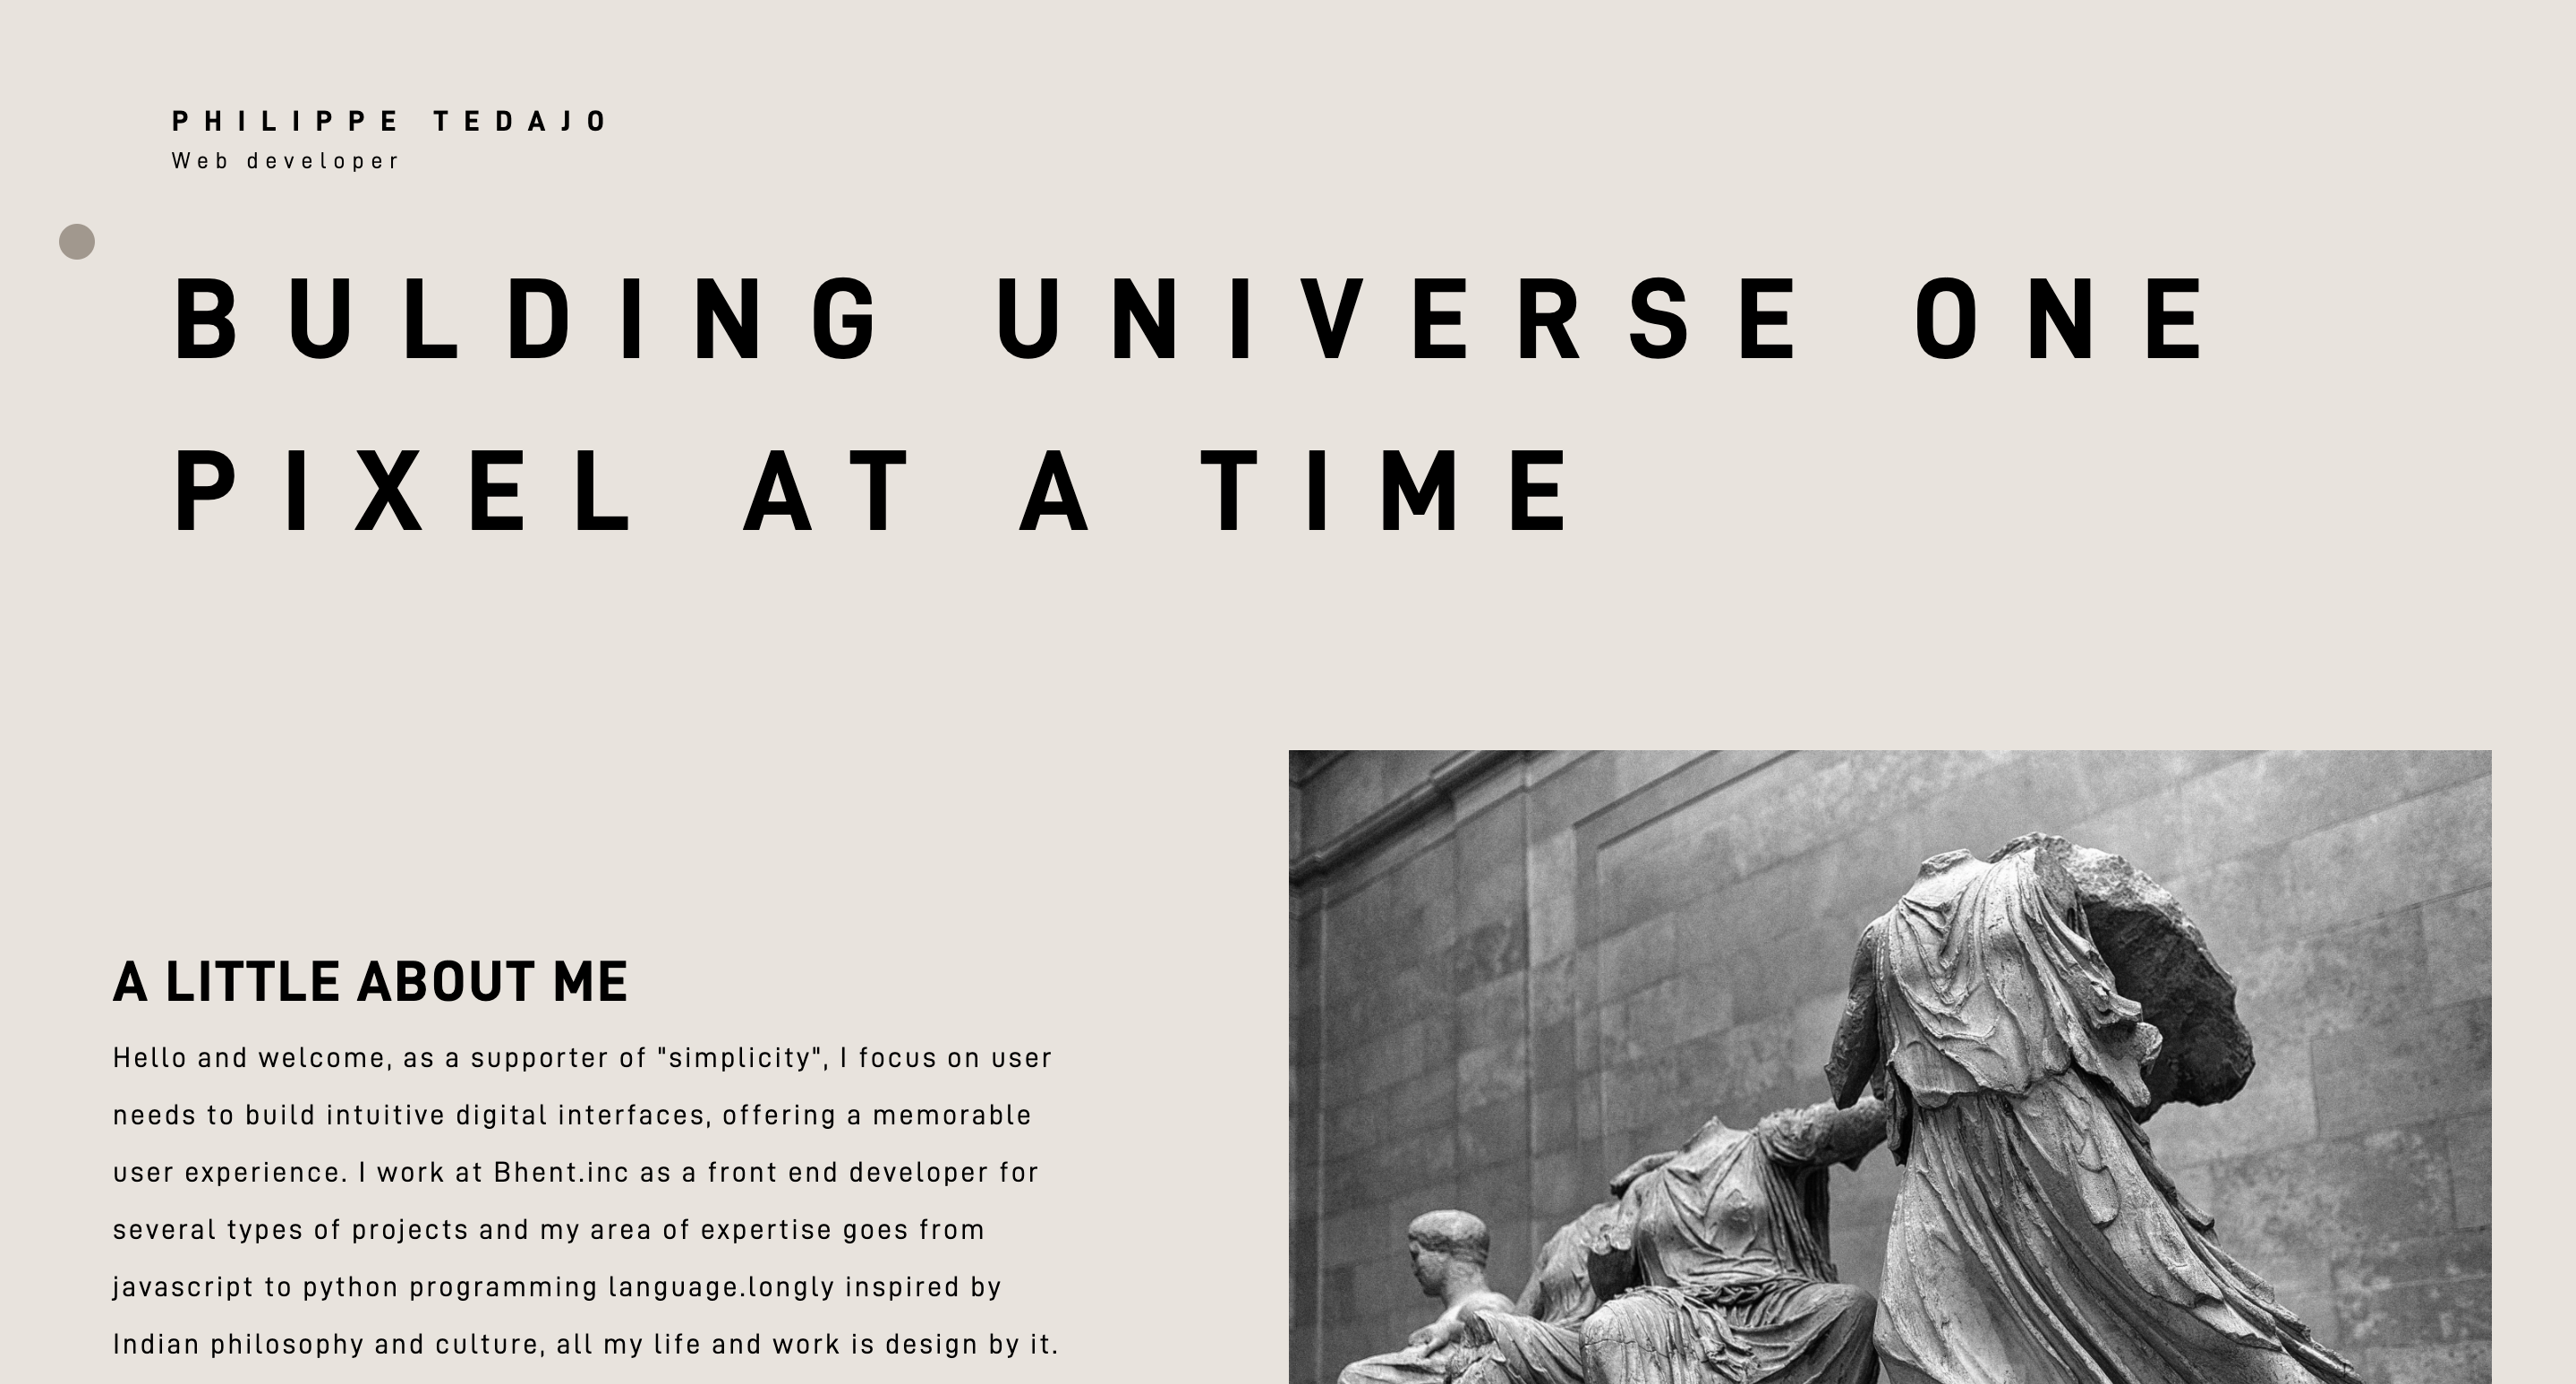 PHILIPPE TEDAJO
Web developer
BULDING UNIVERSE ONE
PIXEL AT A TIME
A LITTLE ABOUT ME
Hello and welcome, as a supporter of "simplicity", I focus on user
needs to build intuitive digital interfaces, offering a memorable
user experience. I work at Bhent.inc as a front end developer for
several types of projects and my area of expertise goes from
javascript to python programming language.longly inspired by
Indian philosophy and culture, all my life and work is design by it.